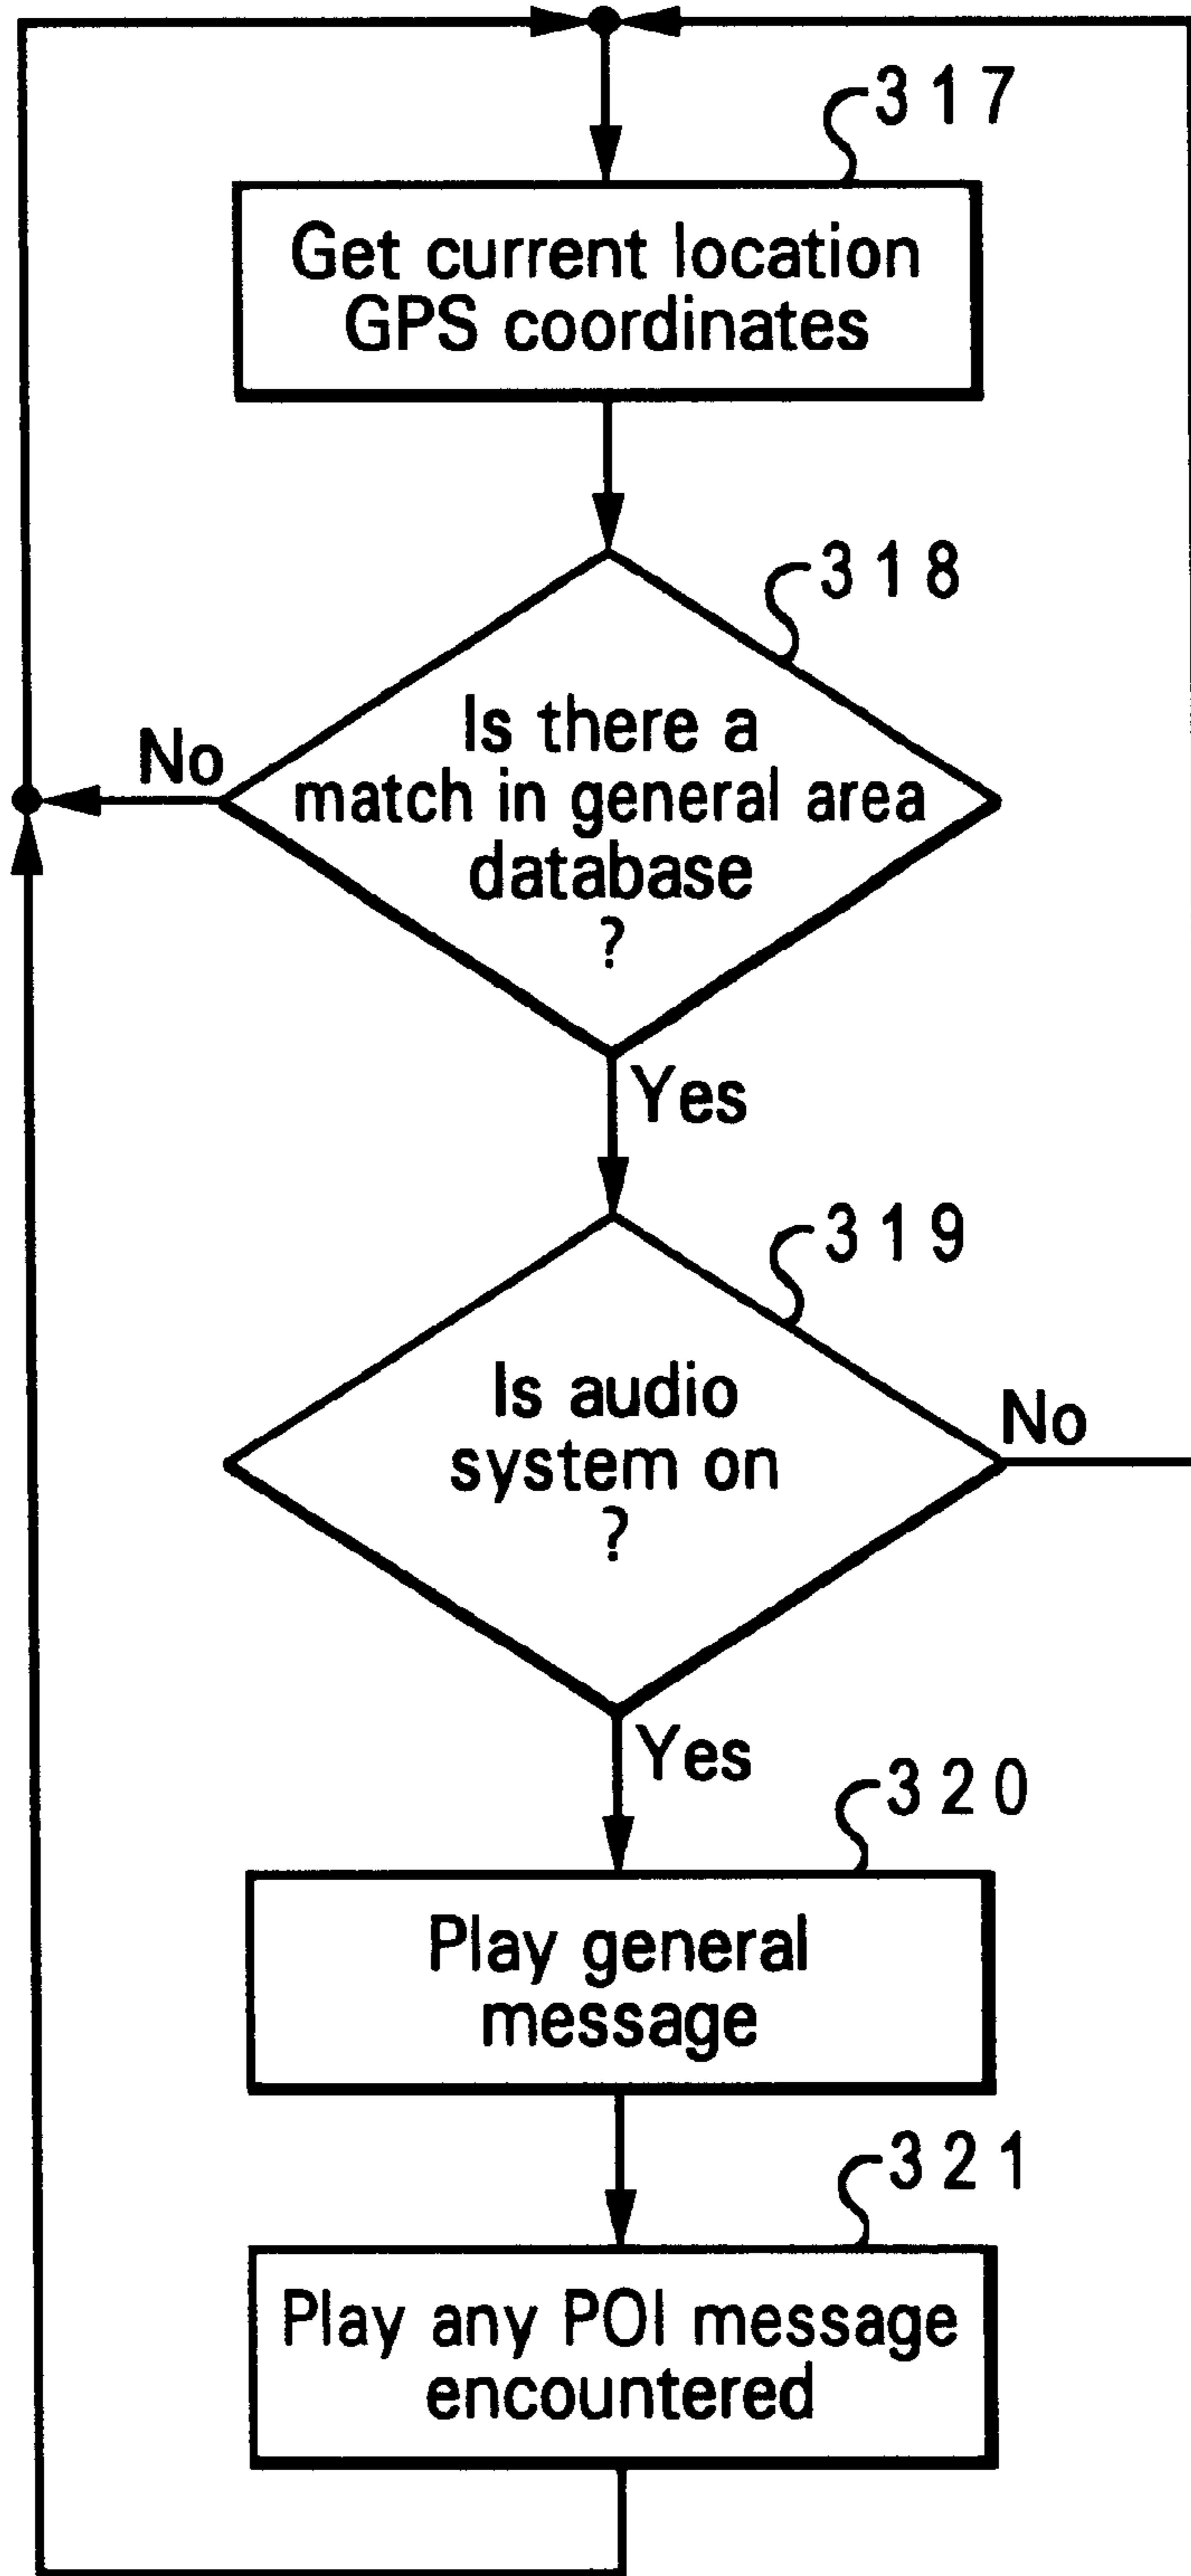 317
Get current location
GPS coordinates
318
Is there a
match in general area
database
?
No
Yes
319
Is audio
system on
?
No
Yes
320
Play general
message
321
Play any POI message
encountered